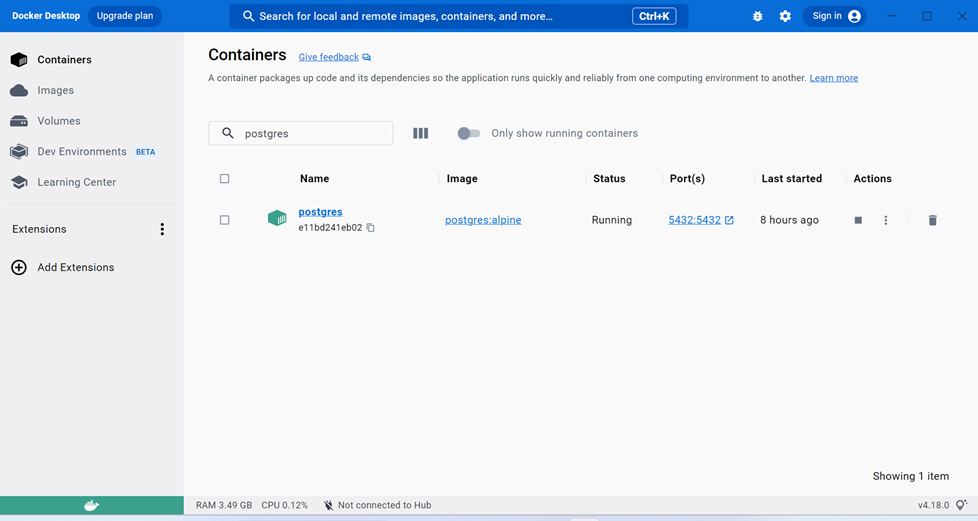 Docker Desktop Upgrade plan Search for local and remote images, containers, and more... Ctrl+K Sign in
Containers
Images
Volumes
Dev Environments BETA
Learning Center
Extensions
Add Extensions
Containers Give feedback
A container packages up code and its dependencies so the application runs quickly and reliably from one computing environment to another. Learn more
postgres Only show running containers
Name Image Status Port(s) Last started Actions
postgres postgres:alpine Running 5432:5432 8 hours ago
e11bd241eb02
Showing 1 item
RAM 3.49 GB CPU 0.12% Not connected to Hub v4.18.0